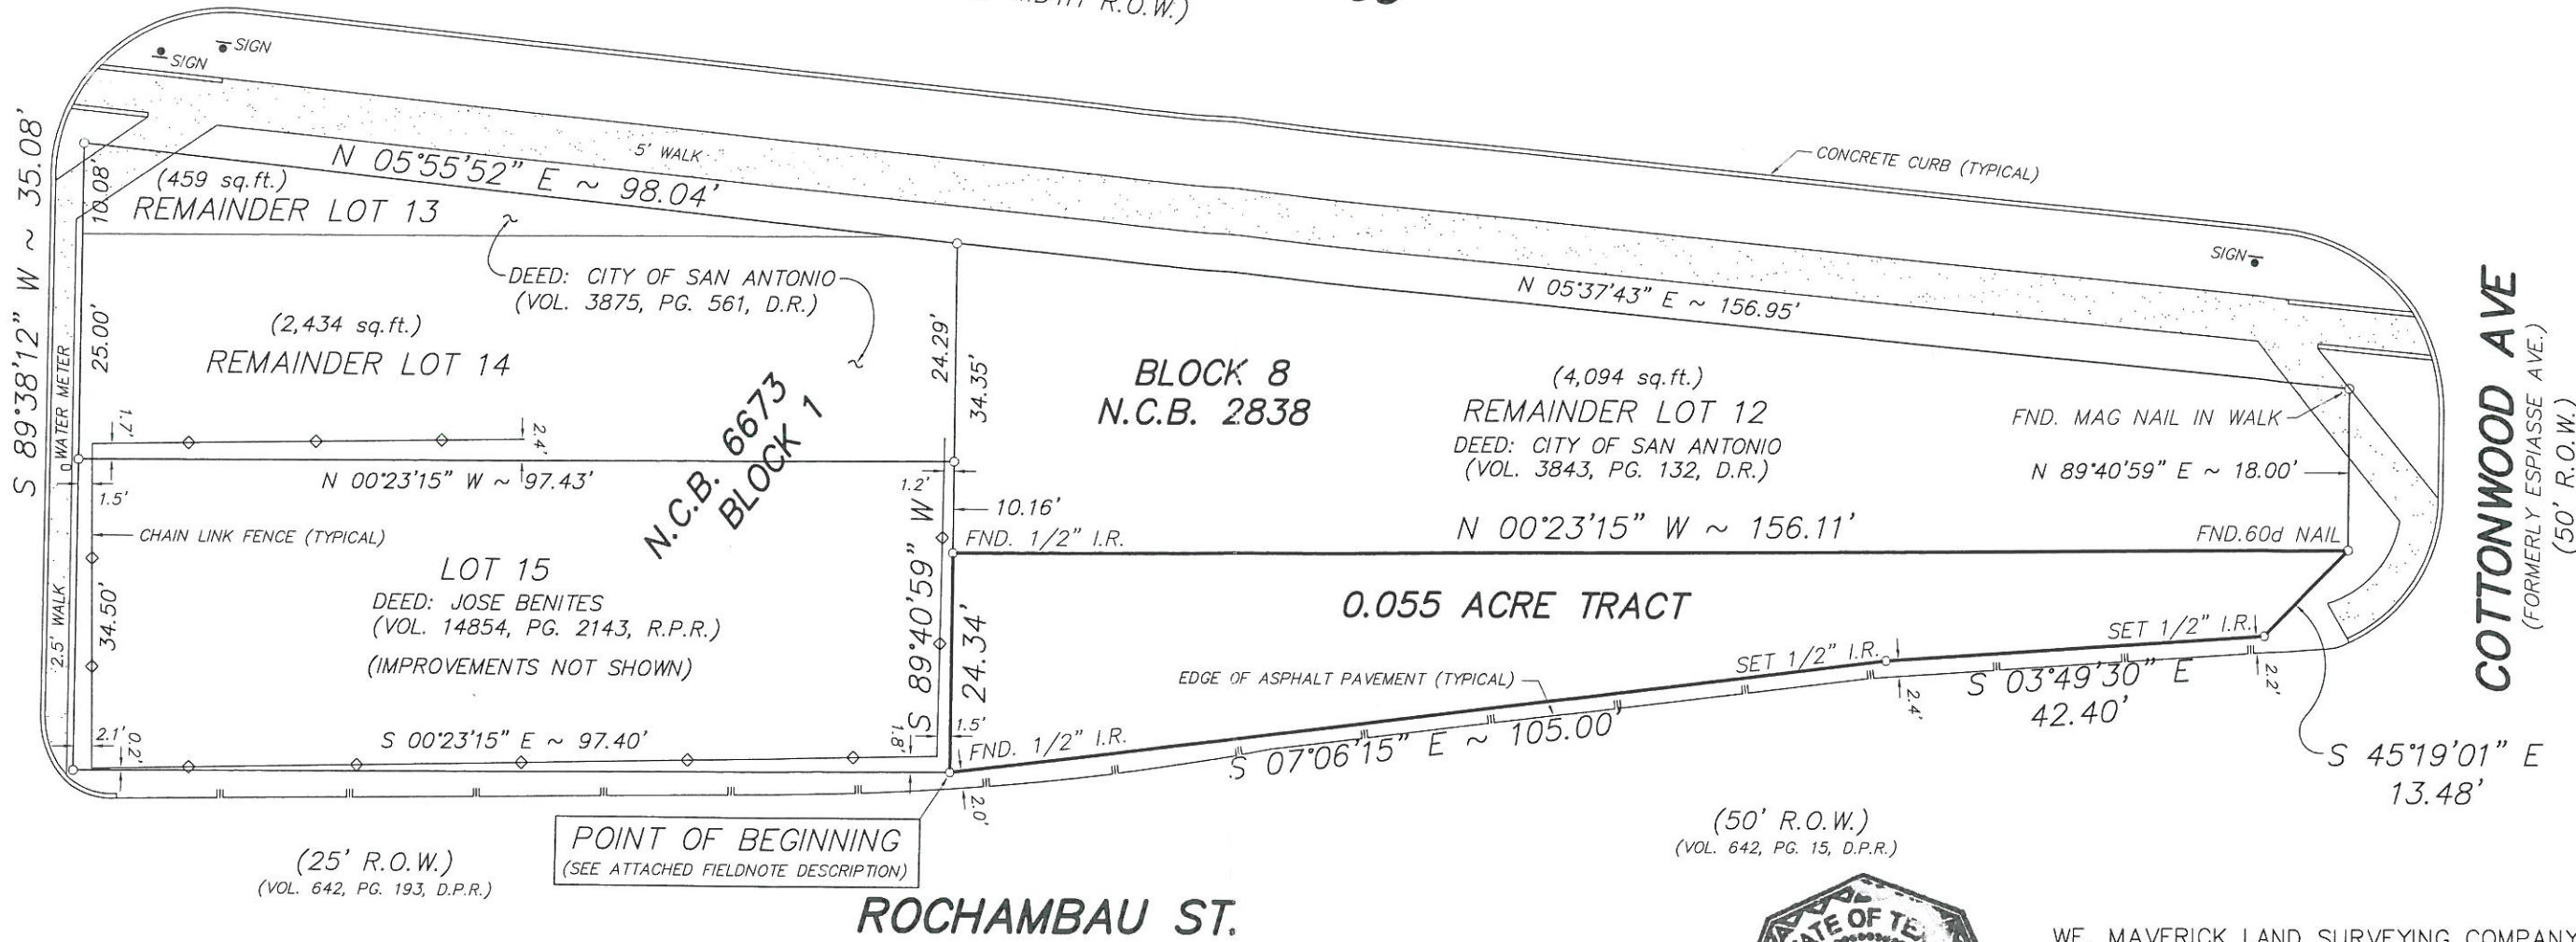 R.O.W.)
SIGN
SIGN
S 89°38'12" W ~ 35.08'
10.08'
(459 sq.ft.)
REMAINDER LOT 13
N 05°55'52" E ~ 98.04'
5' WALK
CONCRETE CURB (TYPICAL)
SIGN
DEED: CITY OF SAN ANTONIO
(VOL. 3875, PG. 561, D.R.)
N 05°37'43" E ~ 156.95'
25.00'
WATER METER
(2,434 sq.ft.)
REMAINDER LOT 14
24.29'
34.35'
BLOCK 8
N.C.B. 2838
(4,094 sq.ft.)
REMAINDER LOT 12
DEED: CITY OF SAN ANTONIO
(VOL. 3843, PG. 132, D.R.)
FND. MAG NAIL IN WALK
N 89°40'59" E ~ 18.00'
COTTONWOOD AVE
(FORMERLY ESPIASSE AVE.)
(50' R.O.W.)
1.7'
2.4'
N.C.B. 6673
BLOCK 1
1.5'
N 00°23'15" W ~ 97.43'
1.2'
10.16'
N 00°23'15" W ~ 156.11'
FND. 1/2" I.R.
FND.60d NAIL
CHAIN LINK FENCE (TYPICAL)
2.5' WALK
34.50'
LOT 15
DEED: JOSE BENITES
(VOL. 14854, PG. 2143, R.P.R.)
(IMPROVEMENTS NOT SHOWN)
S 89°40'59" W
24.34'
0.055 ACRE TRACT
SET 1/2" I.R.
SET 1/2" I.R.
EDGE OF ASPHALT PAVEMENT (TYPICAL)
S 03°49'30" E
42.40'
2.4'
2.2'
2.1'
0.2'
S 00°23'15" E ~ 97.40'
1.8'
1.5'
FND. 1/2" I.R.
S 07°06'15" E ~ 105.00'
S 45°19'01" E
13.48'
2.0'
POINT OF BEGINNING
(SEE ATTACHED FIELDNOTE DESCRIPTION)
(25' R.O.W.)
(VOL. 642, PG. 193, D.P.R.)
(50' R.O.W.)
(VOL. 642, PG. 15, D.P.R.)
ROCHAMBAU ST.
STATE OF TE
WE, MAVERICK LAND SURVEYING COMPANY